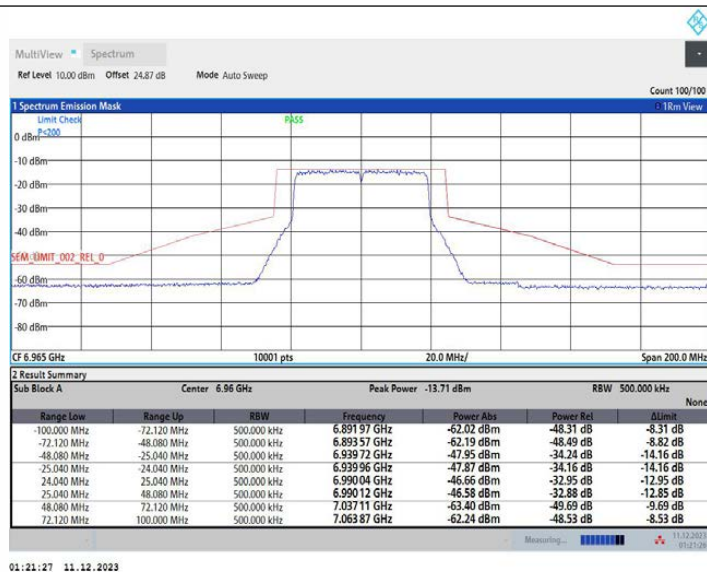 MultiView Spectrum
Ref Level 10.00 dBm Offset 24.87 dB Mode Auto Sweep
Count 100/100
1 Spectrum Emission Mask 1Rm View
Limit Check PASS
P<200
0 dBm
-10 dBm
-20 dBm
-30 dBm
-40 dBm
SEM_LIMIT_002_REL_0
-60 dBm
-70 dBm
-80 dBm
CF 6.965 GHz 10001 pts 20.0 MHz/ Span 200.0 MHz
2 Result Summary
Sub Block A Center 6.96 GHz Peak Power -13.71 dBm RBW 500.000 kHz
None
Range Low Range Up RBW Frequency Power Abs Power Rel ΔLimit
-100.000 MHz -72.120 MHz 500.000 kHz 6.891 97 GHz -62.02 dBm -48.31 dB -8.31 dB
-72.120 MHz -48.080 MHz 500.000 kHz 6.893 57 GHz -62.19 dBm -48.49 dB -8.82 dB
-48.080 MHz -25.040 MHz 500.000 kHz 6.939 72 GHz -47.95 dBm -34.24 dB -14.16 dB
-25.040 MHz -24.040 MHz 500.000 kHz 6.939 96 GHz -47.87 dBm -34.16 dB -14.16 dB
24.040 MHz 25.040 MHz 500.000 kHz 6.990 04 GHz -46.66 dBm -32.95 dB -12.95 dB
25.040 MHz 48.080 MHz 500.000 kHz 6.990 12 GHz -46.58 dBm -32.88 dB -12.85 dB
48.080 MHz 72.120 MHz 500.000 kHz 7.037 11 GHz -63.40 dBm -49.69 dB -9.69 dB
72.120 MHz 100.000 MHz 500.000 kHz 7.063 87 GHz -62.24 dBm -48.53 dB -8.53 dB
Measuring... 11.12.2023
01:21:26
01:21:27 11.12.2023